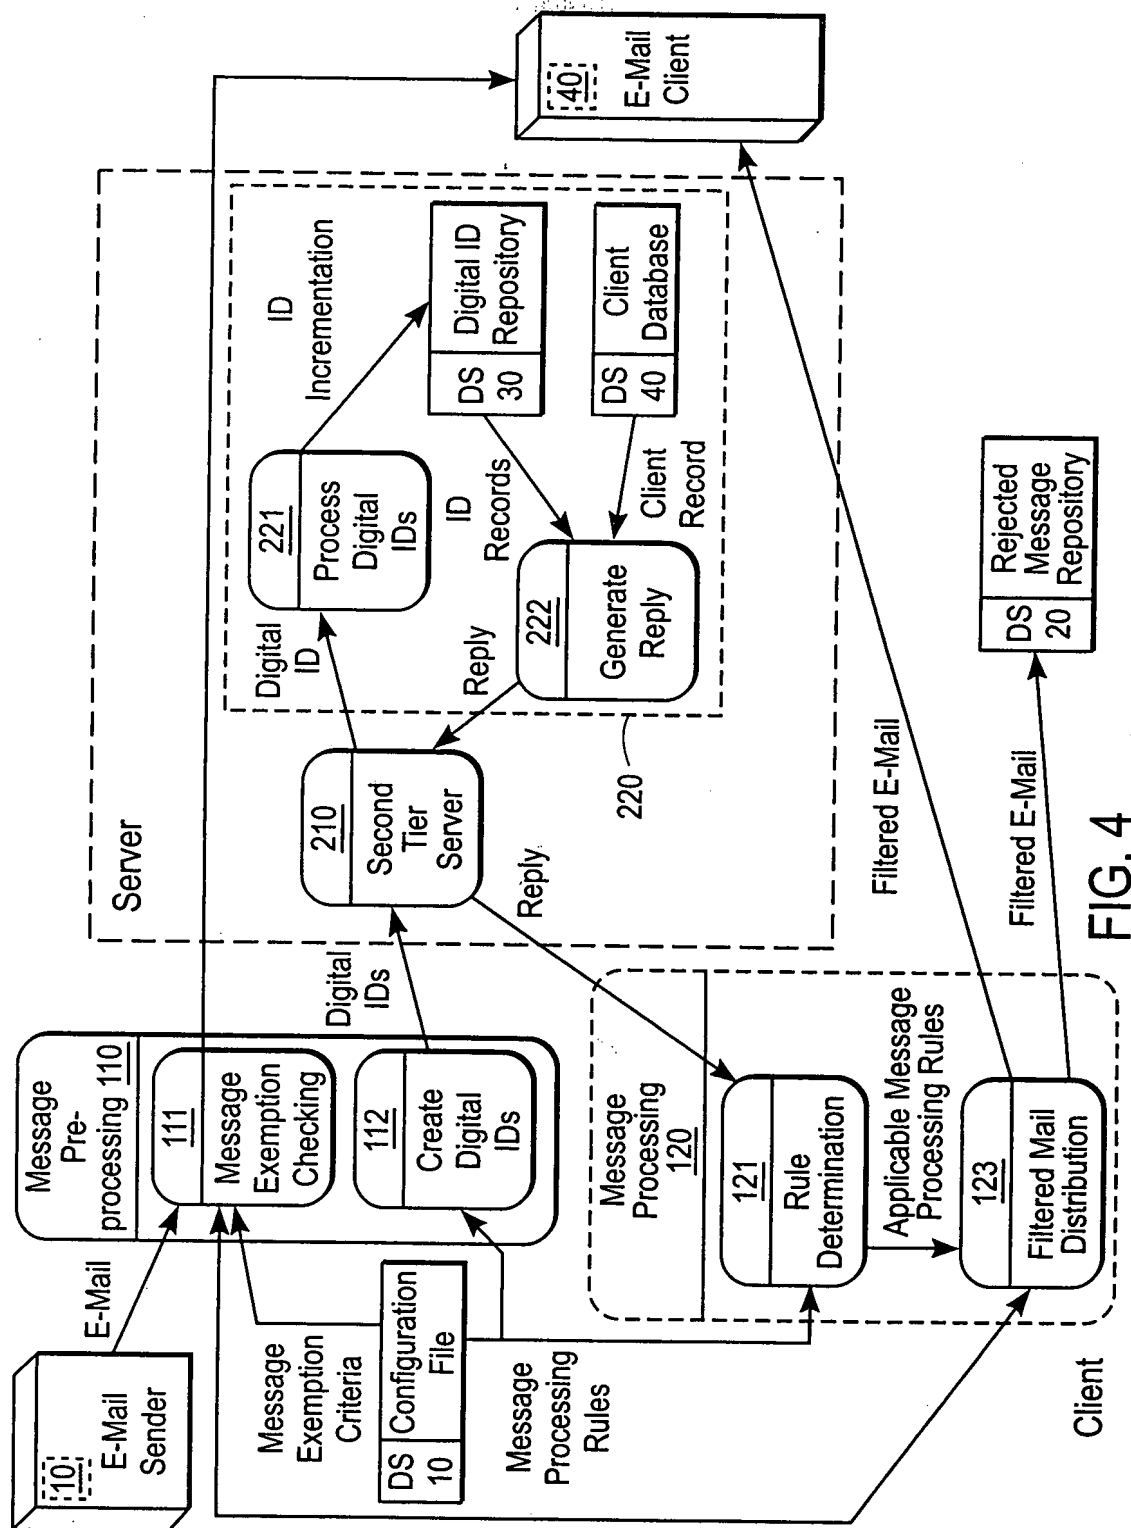 10
E-Mail
Sender
E-Mail
Message
Pre-
processing 110
111
Message
Exemption
Checking
112
Create
Digital
IDs
Message
Exemption
Criteria
DS
10
Configuration
File
Message
Processing
Rules
Digital
IDs
Server
210
Second
Tier
Server
Digital
ID
221
Process
Digital
IDs
ID
Incrementation
DS
30
Digital ID
Repository
ID
Records
DS
40
Client
Database
Client
Record
222
Generate
Reply
Reply
220
Reply
40
E-Mail
Client
Message
Processing
120
121
Rule
Determination
Applicable Message
Processing Rules
123
Filtered Mail
Distribution
Client
Filtered E-Mail
Filtered E-Mail
DS
20
Rejected
Message
Repository
FIG. 4